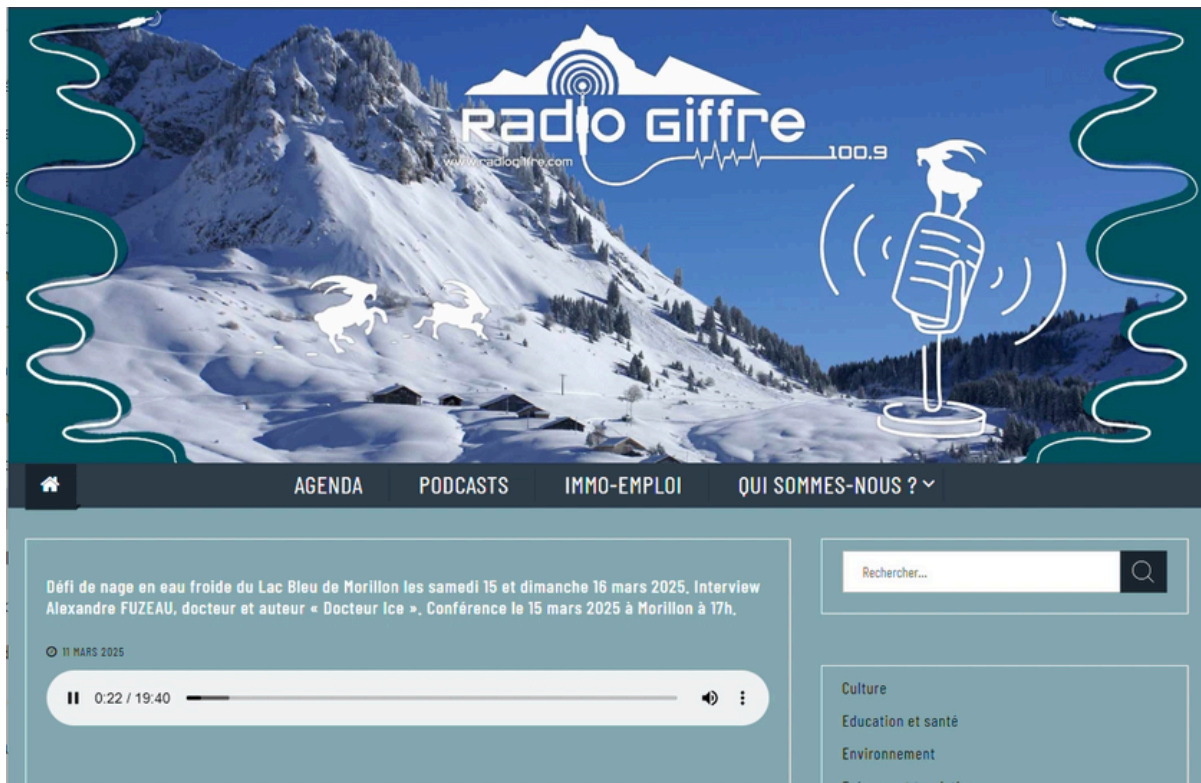 Radio Giffre
www.radiogiffre.com
100.9
AGENDA PODCASTS IMMO-EMPLOI QUI SOMMES-NOUS ?
Défi de nage en eau froide du Lac Bleu de Morillon les samedi 15 et dimanche 16 mars 2025. Interview
Alexandre FUZEAU, docteur et auteur « Docteur Ice ». Conférence le 15 mars 2025 à Morillon à 17h.
11 MARS 2025
0:22 / 19:40
Rechercher...
Culture
Education et santé
Environnement